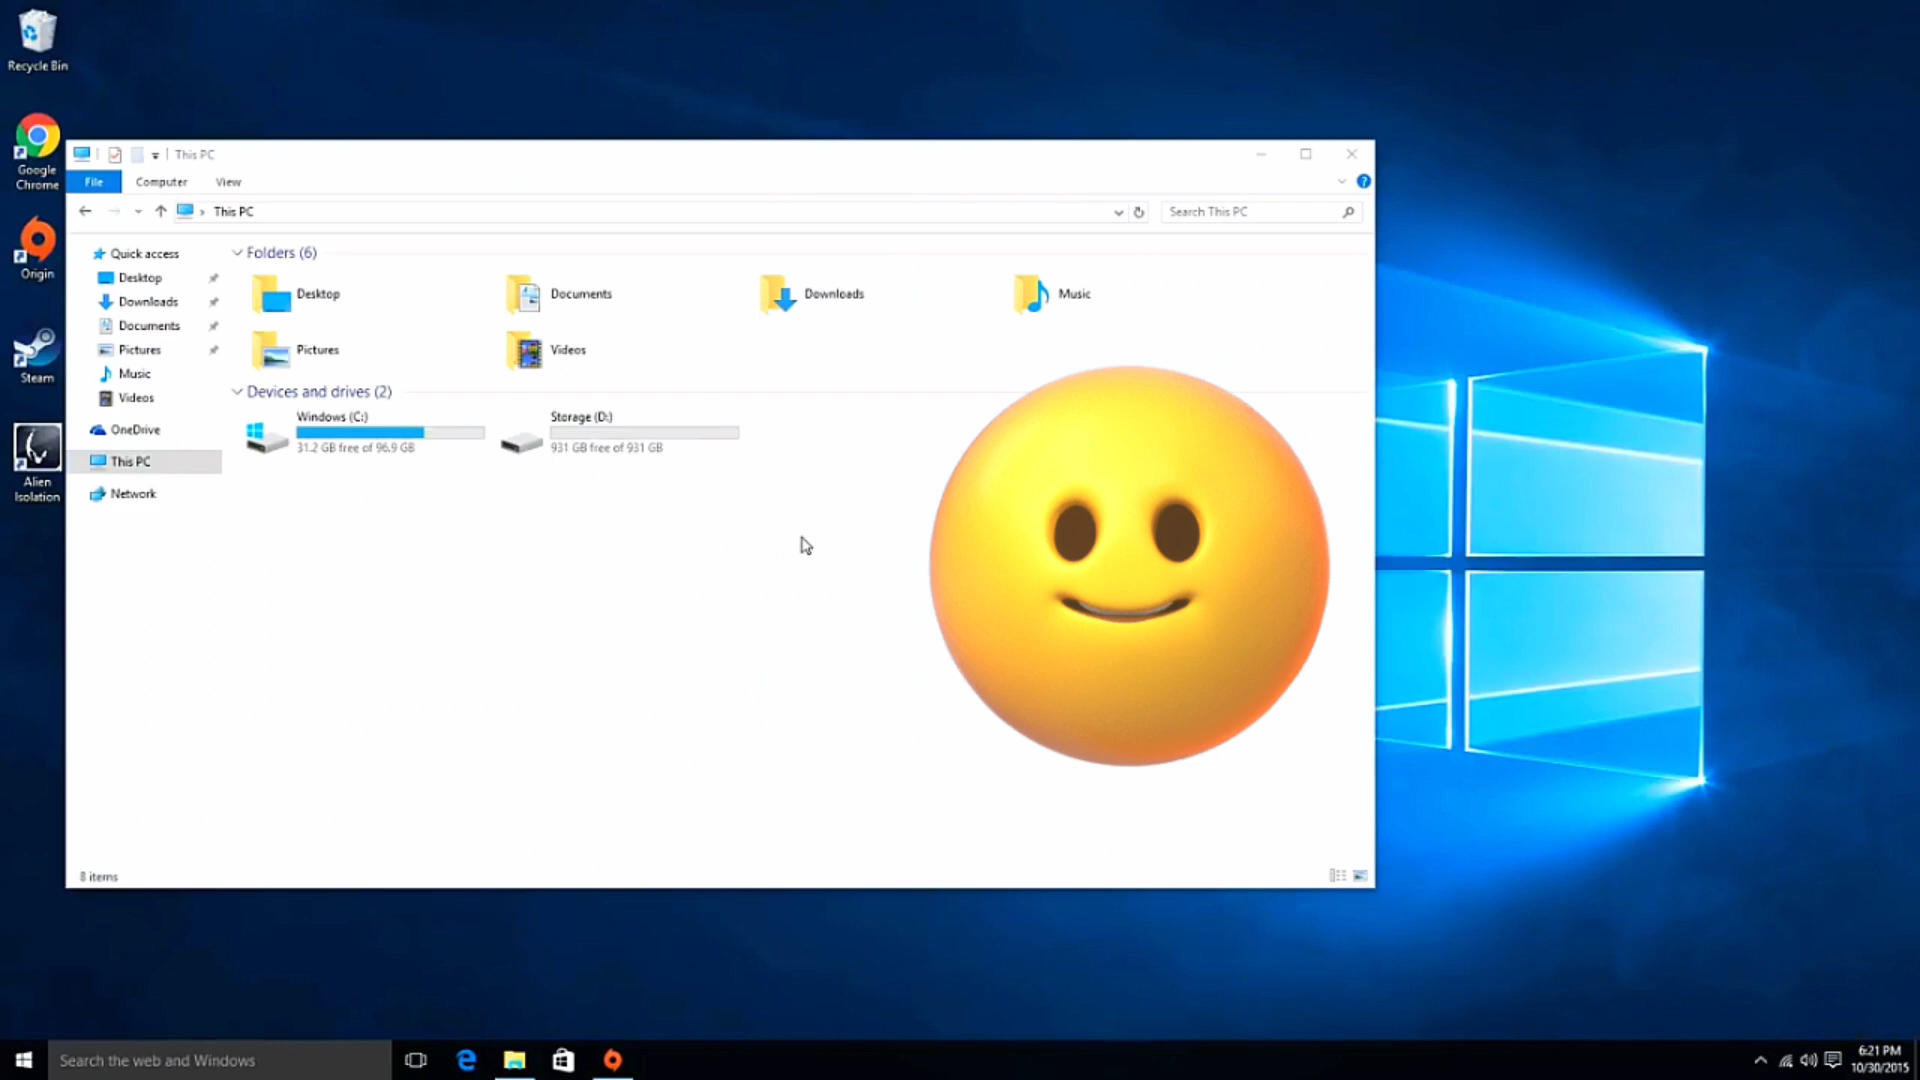 Recycle Bin
Google
Chrome
Origin
Steam
Alien
Isolation
This PC
File
Computer
View
This PC
Search This PC
Quick access
Desktop
Downloads
Documents
Pictures
Music
Videos
OneDrive
This PC
Network
Folders (6)
Desktop
Documents
Downloads
Music
Pictures
Videos
Devices and drives (2)
Windows (C:)
31.2 GB free of 96.9 GB
Storage (D:)
931 GB free of 931 GB
8 items
Search the web and Windows
6:21 PM
10/30/2015